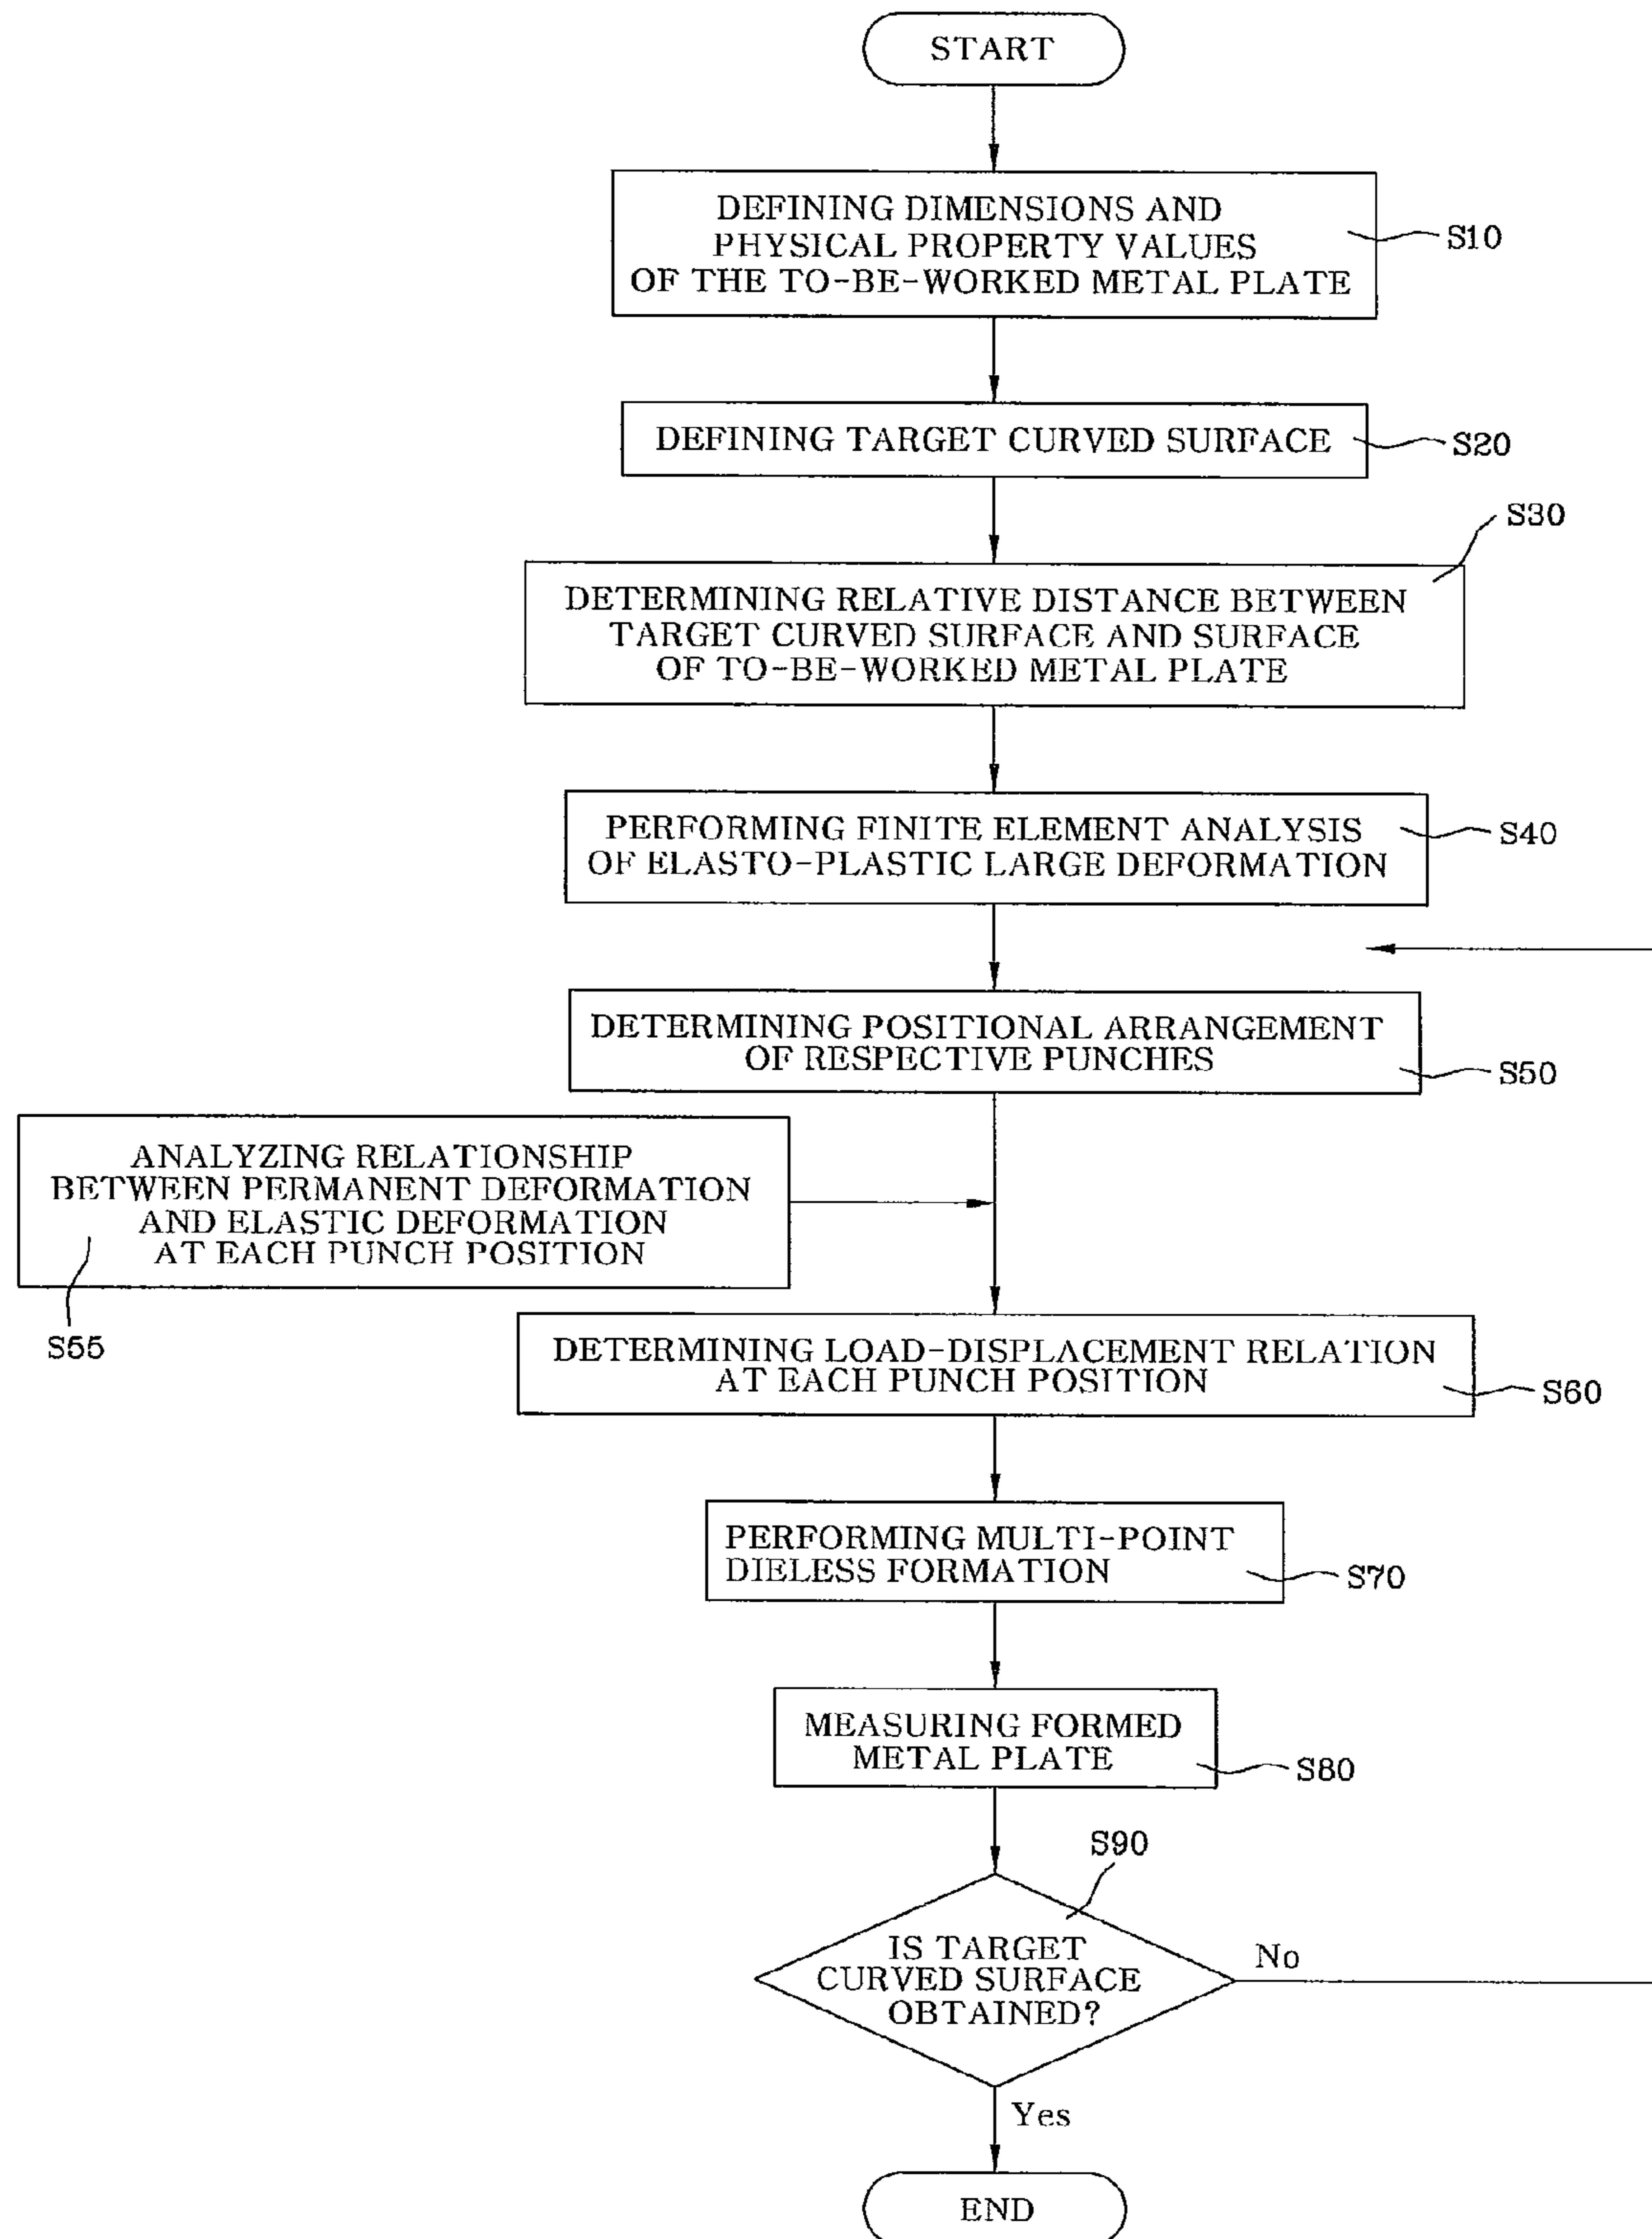 START
DEFINING DIMENSIONS AND
PHYSICAL PROPERTY VALUES
OF THE TO-BE-WORKED METAL PLATE
S10
DEFINING TARGET CURVED SURFACE
S20
S30
DETERMINING RELATIVE DISTANCE BETWEEN
TARGET CURVED SURFACE AND SURFACE
OF TO-BE-WORKED METAL PLATE
PERFORMING FINITE ELEMENT ANALYSIS
OF ELASTO-PLASTIC LARGE DEFORMATION
S40
DETERMINING POSITIONAL ARRANGEMENT
OF RESPECTIVE PUNCHES
S50
ANALYZING RELATIONSHIP
BETWEEN PERMANENT DEFORMATION
AND ELASTIC DEFORMATION
AT EACH PUNCH POSITION
S55
DETERMINING LOAD-DISPLACEMENT RELATION
AT EACH PUNCH POSITION
S60
PERFORMING MULTI-POINT
DIELESS FORMATION
S70
MEASURING FORMED
METAL PLATE
S80
S90
IS TARGET
CURVED SURFACE
OBTAINED?
No
Yes
END